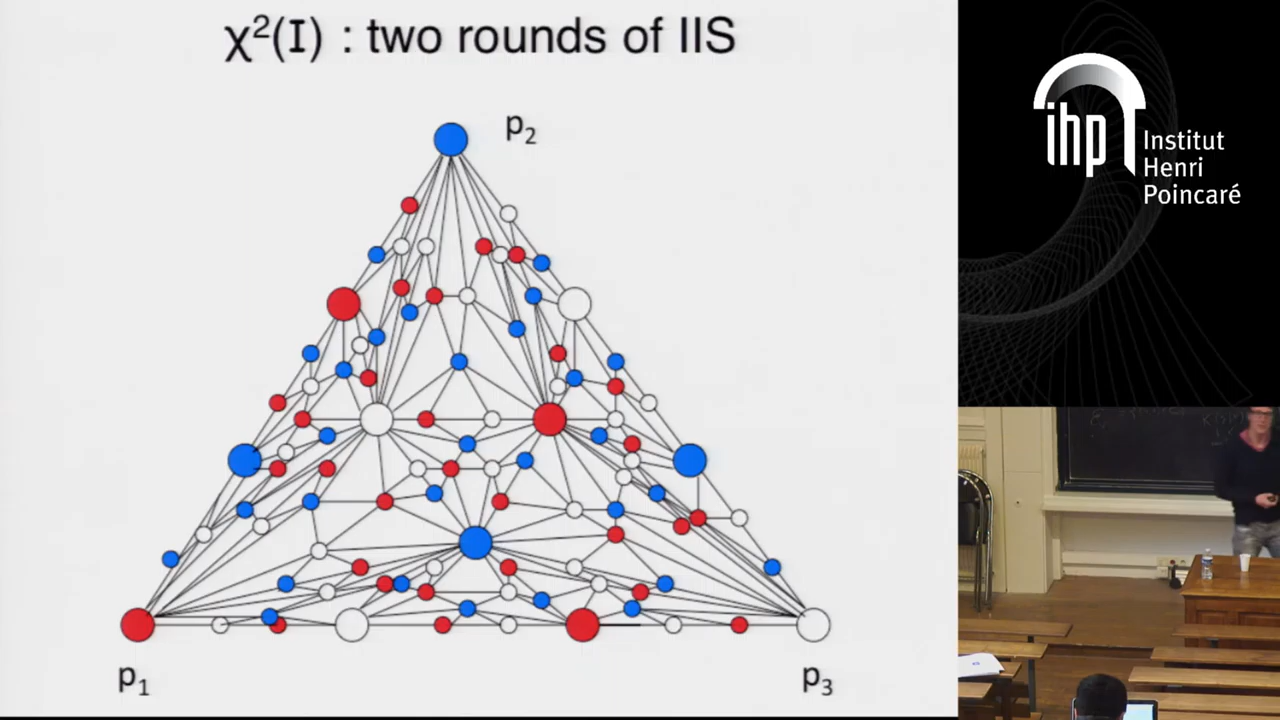 χ²(I) : two rounds of IIS
p₂
p₁
p₃
ihp
Institut
Henri
Poincaré